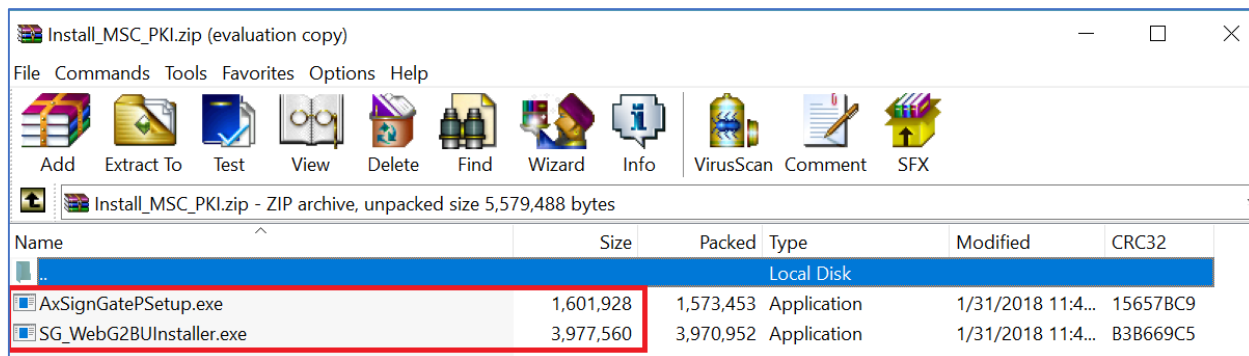 Install_MSC_PKI.zip (evaluation copy)
File Commands Tools Favorites Options Help
Add Extract To Test View Delete Find Wizard Info VirusScan Comment SFX
Install_MSC_PKI.zip - ZIP archive, unpacked size 5,579,488 bytes
Name Size Packed Type Modified CRC32
.. Local Disk
AxSignGatePSetup.exe 1,601,928 1,573,453 Application 1/31/2018 11:4... 15657BC9
SG_WebG2BUInstaller.exe 3,977,560 3,970,952 Application 1/31/2018 11:4... B3B669C5